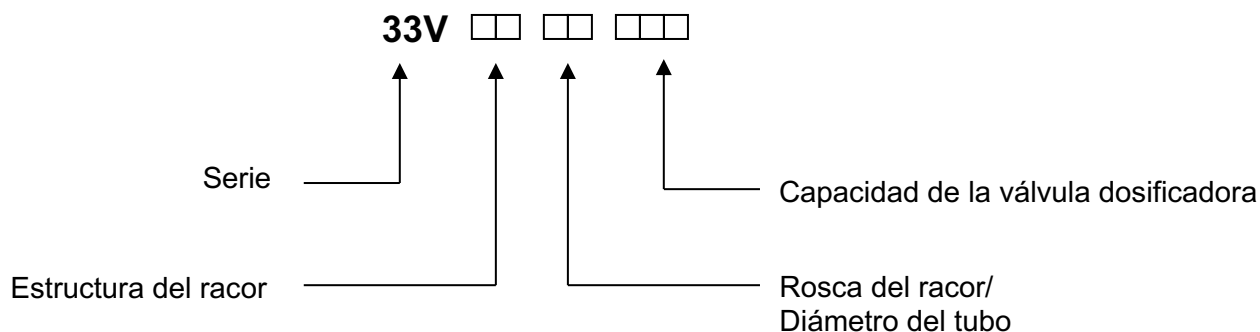 33V □□ □□ □□□
Serie
Capacidad de la válvula dosificadora
Estructura del racor
Rosca del racor/
Diámetro del tubo